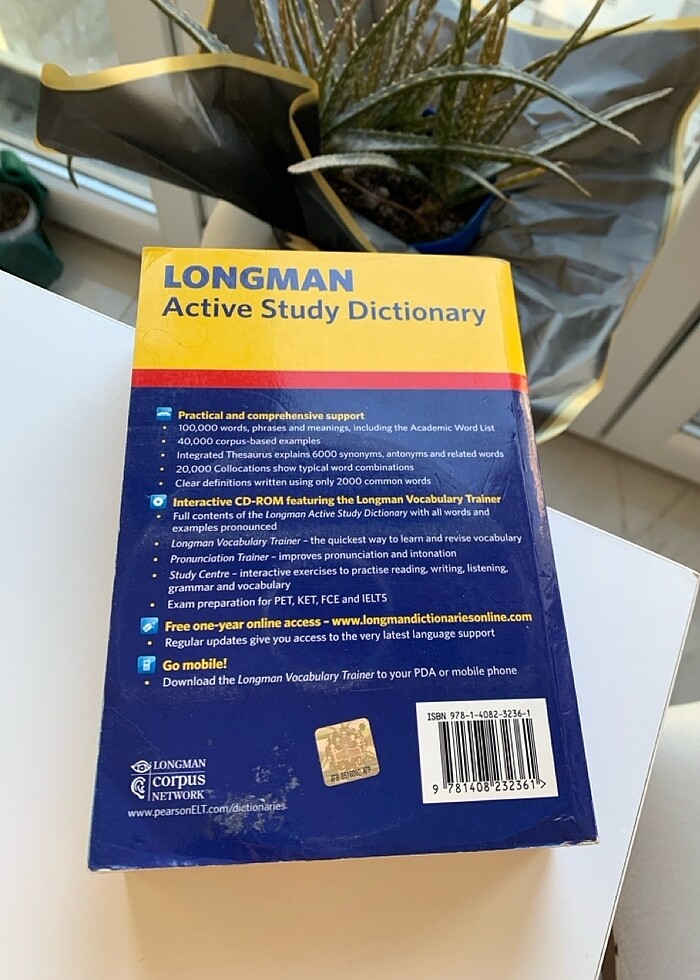 LONGMAN
Active Study Dictionary
Practical and comprehensive support
• 100,000 words, phrases and meanings, including the Academic Word List
• 40,000 corpus-based examples
• Integrated Thesaurus explains 6000 synonyms, antonyms and related words
• 20,000 Collocations show typical word combinations
• Clear definitions written using only 2000 common words
Interactive CD-ROM featuring the Longman Vocabulary Trainer
• Full contents of the Longman Active Study Dictionary with all words and
examples pronounced
• Longman Vocabulary Trainer – the quickest way to learn and revise vocabulary
• Pronunciation Trainer – improves pronunciation and intonation
• Study Centre – interactive exercises to practise reading, writing, listening,
grammar and vocabulary
• Exam preparation for PET, KET, FCE and IELTS
Free one-year online access – www.longmandictionariesonline.com
• Regular updates give you access to the very latest language support
Go mobile!
• Download the Longman Vocabulary Trainer to your PDA or mobile phone
ISBN 978-1-4082-3236-1
9 781408 232361 >
LONGMAN
corpus
NETWORK
www.pearsonELT.com/dictionaries